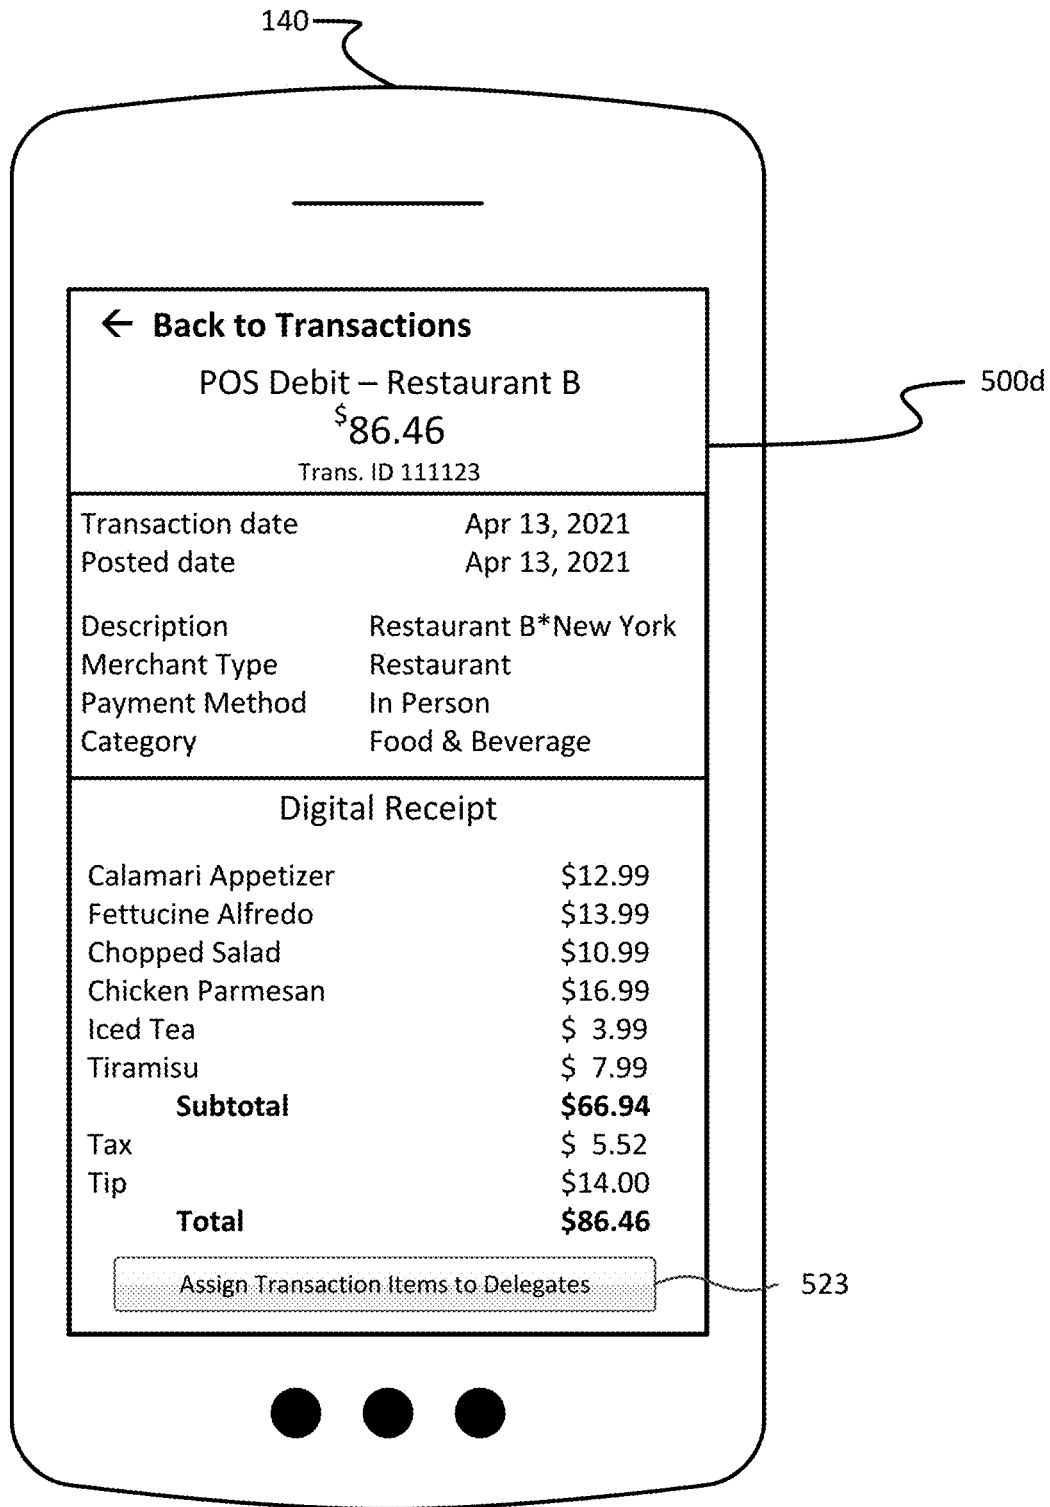 140
← Back to Transactions
POS Debit – Restaurant B
500d
$86.46
Trans. ID 111123
Transaction date Apr 13, 2021
Posted date Apr 13, 2021
Description Restaurant B*New York
Merchant Type Restaurant
Payment Method In Person
Category Food & Beverage
Digital Receipt
Calamari Appetizer $12.99
Fettucine Alfredo $13.99
Chopped Salad $10.99
Chicken Parmesan $16.99
Iced Tea $ 3.99
Tiramisu $ 7.99
Subtotal $66.94
Tax $ 5.52
Tip $14.00
Total $86.46
Assign Transaction Items to Delegates
523